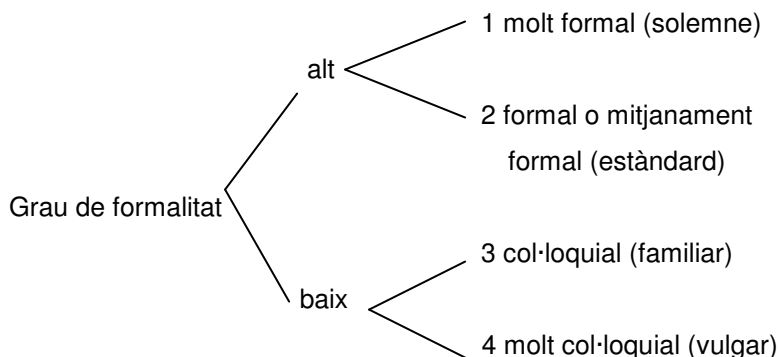 1 molt formal (solemne)
alt
2 formal o mitjanament
formal (estàndard)
Grau de formalitat
3 col·loquial (familiar)
baix
4 molt col·loquial (vulgar)